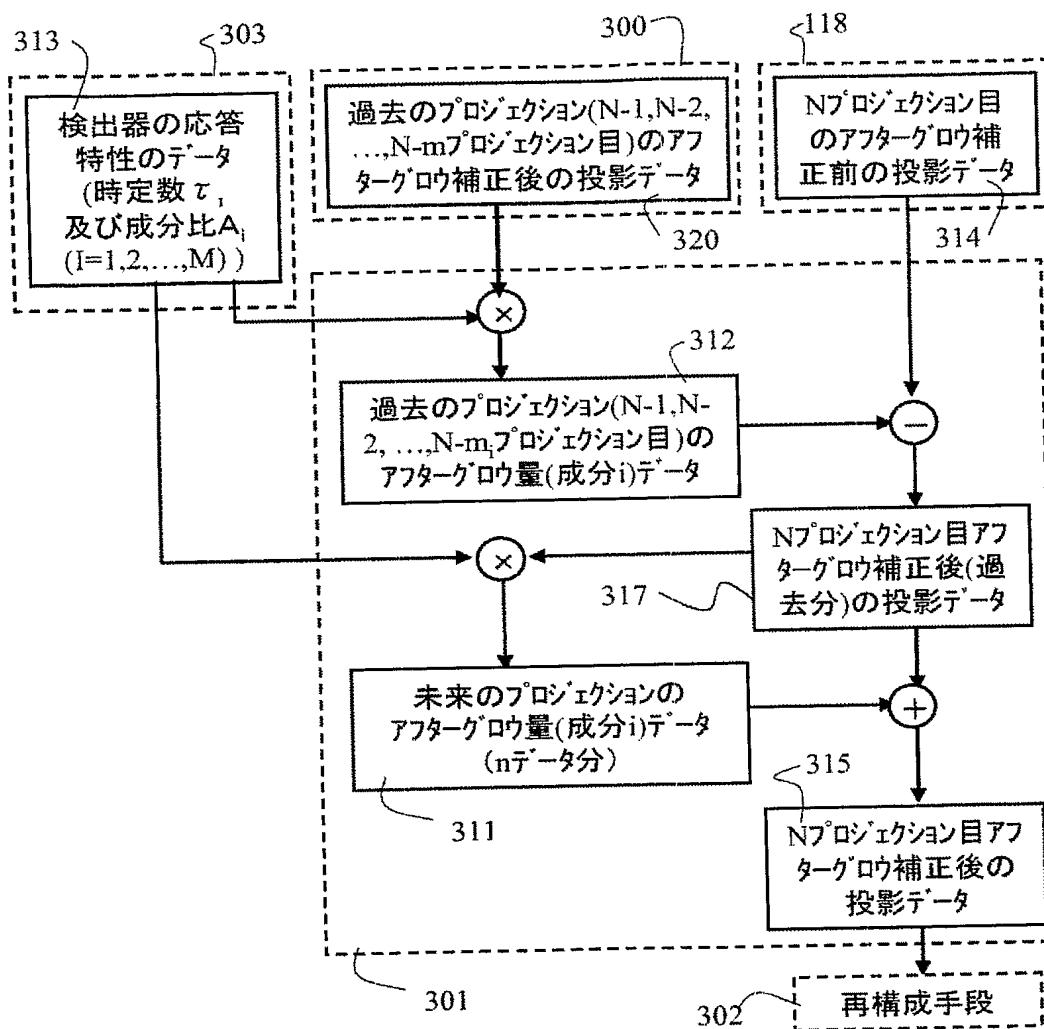 313
303
300
118
検出器の応答
特性のデータ
(時定数τi
及び成分比Ai
(I=1,2,…,M) )
過去のプロジェクション(N-1,N-2,
…,N-mプロジェクション目)のアフ
ターグロウ補正後の投影データ
320
Nプロジェクション目
のアフターグロウ補
正前の投影データ
314
×
312
過去のプロジェクション(N-1,N-
2, …,N-miプロジェクション目)の
アフターグロウ量(成分i)データ
−
×
Nプロジェクション目アフ
ターグロウ補正後(過
去分)の投影データ
317
未来のプロジェクションの
アフターグロウ量(成分i)データ
(nデータ分)
311
+
315
Nプロジェクション目アフ
ターグロウ補正後の
投影データ
301
302
再構成手段